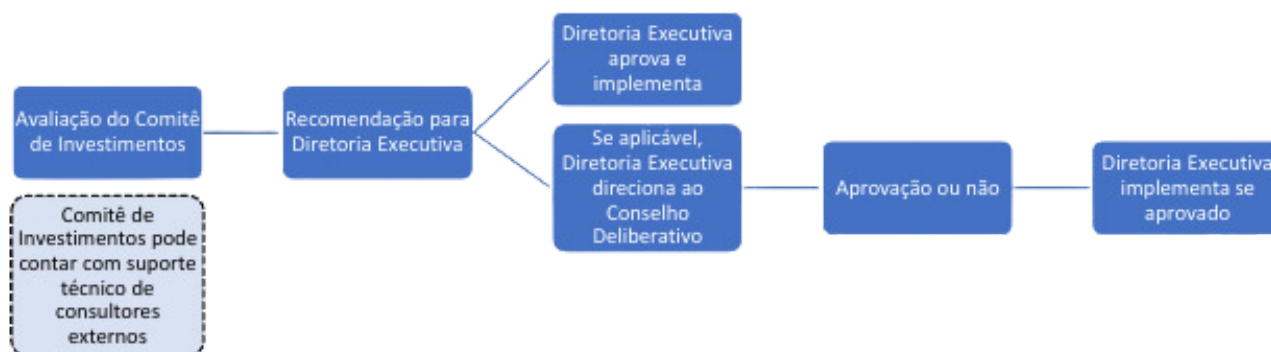 Avaliação do Comitê
de Investimentos
Comitê de
Investimentos pode
contar com suporte
técnico de
consultores
externos
Recomendação para
Diretoria Executiva
Diretoria Executiva
aprova e
implementa
Se aplicável,
Diretoria Executiva
direciona ao
Conselho
Deliberativo
Aprovação ou não
Diretoria Executiva
implementa se
aprovado